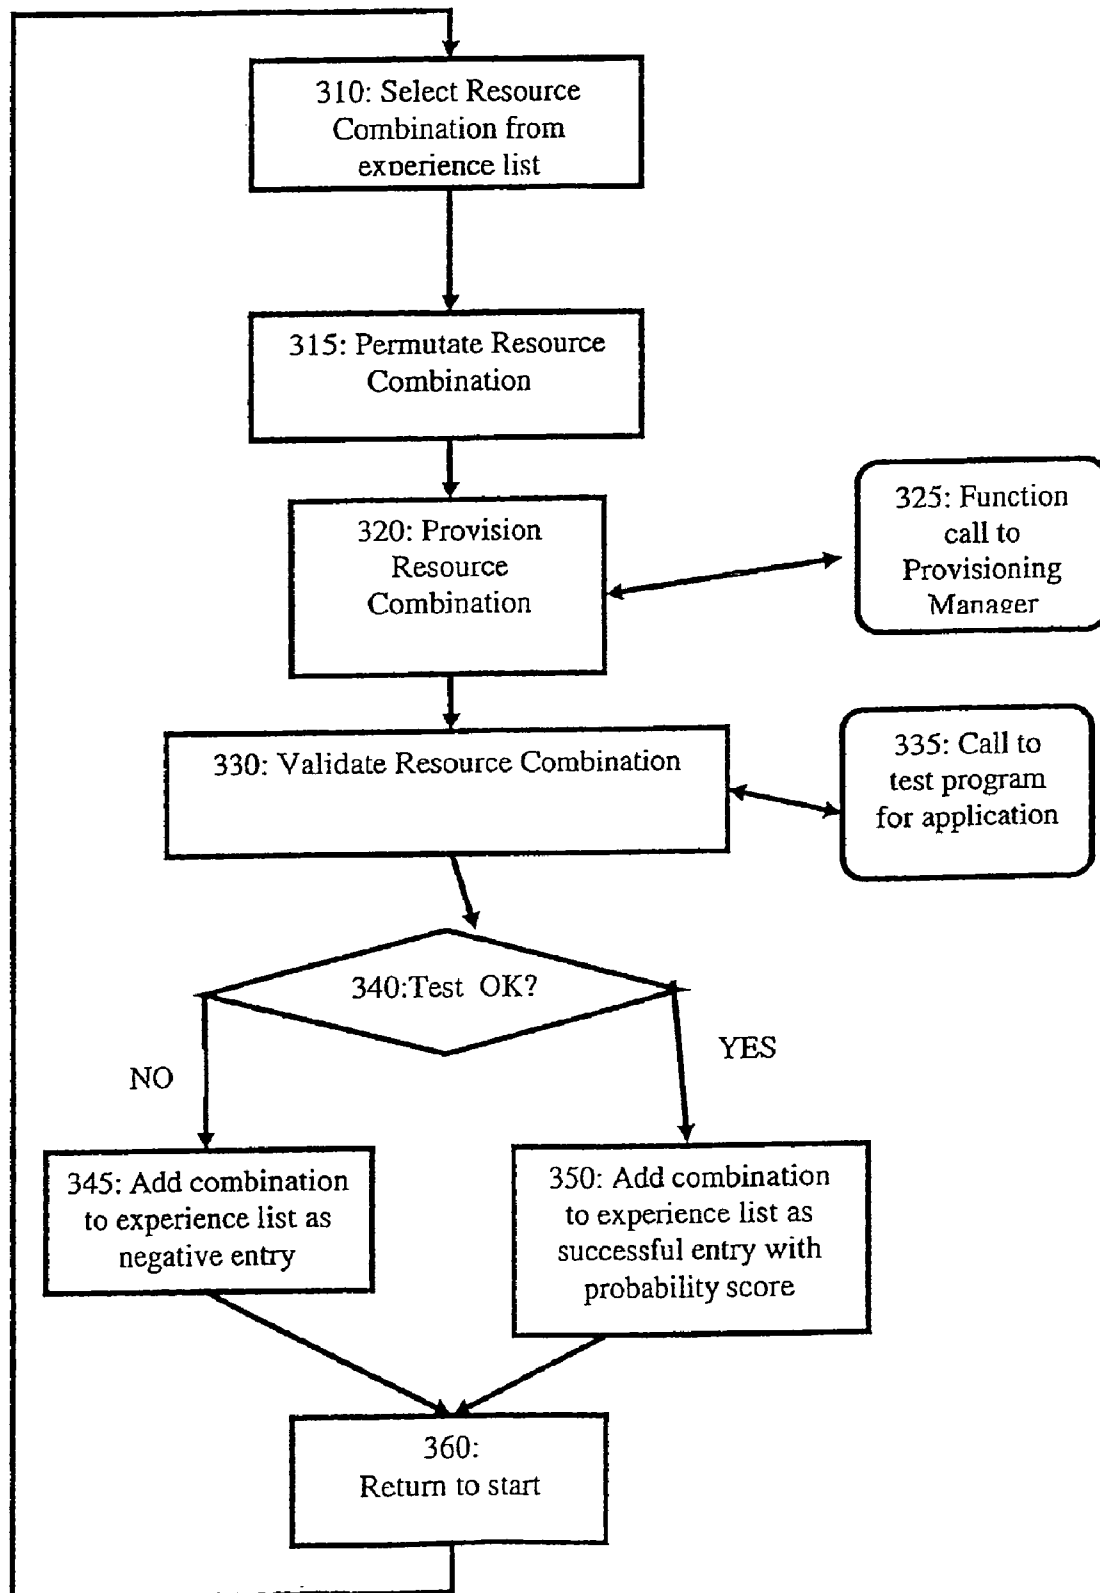 310: Select Resource
Combination from
experience list
315: Permutate Resource
Combination
320: Provision
Resource
Combination
325: Function
call to
Provisioning
Manager
330: Validate Resource Combination
335: Call to
test program
for application
340:Test OK?
NO
YES
345: Add combination
to experience list as
negative entry
350: Add combination
to experience list as
successful entry with
probability score
360:
Return to start